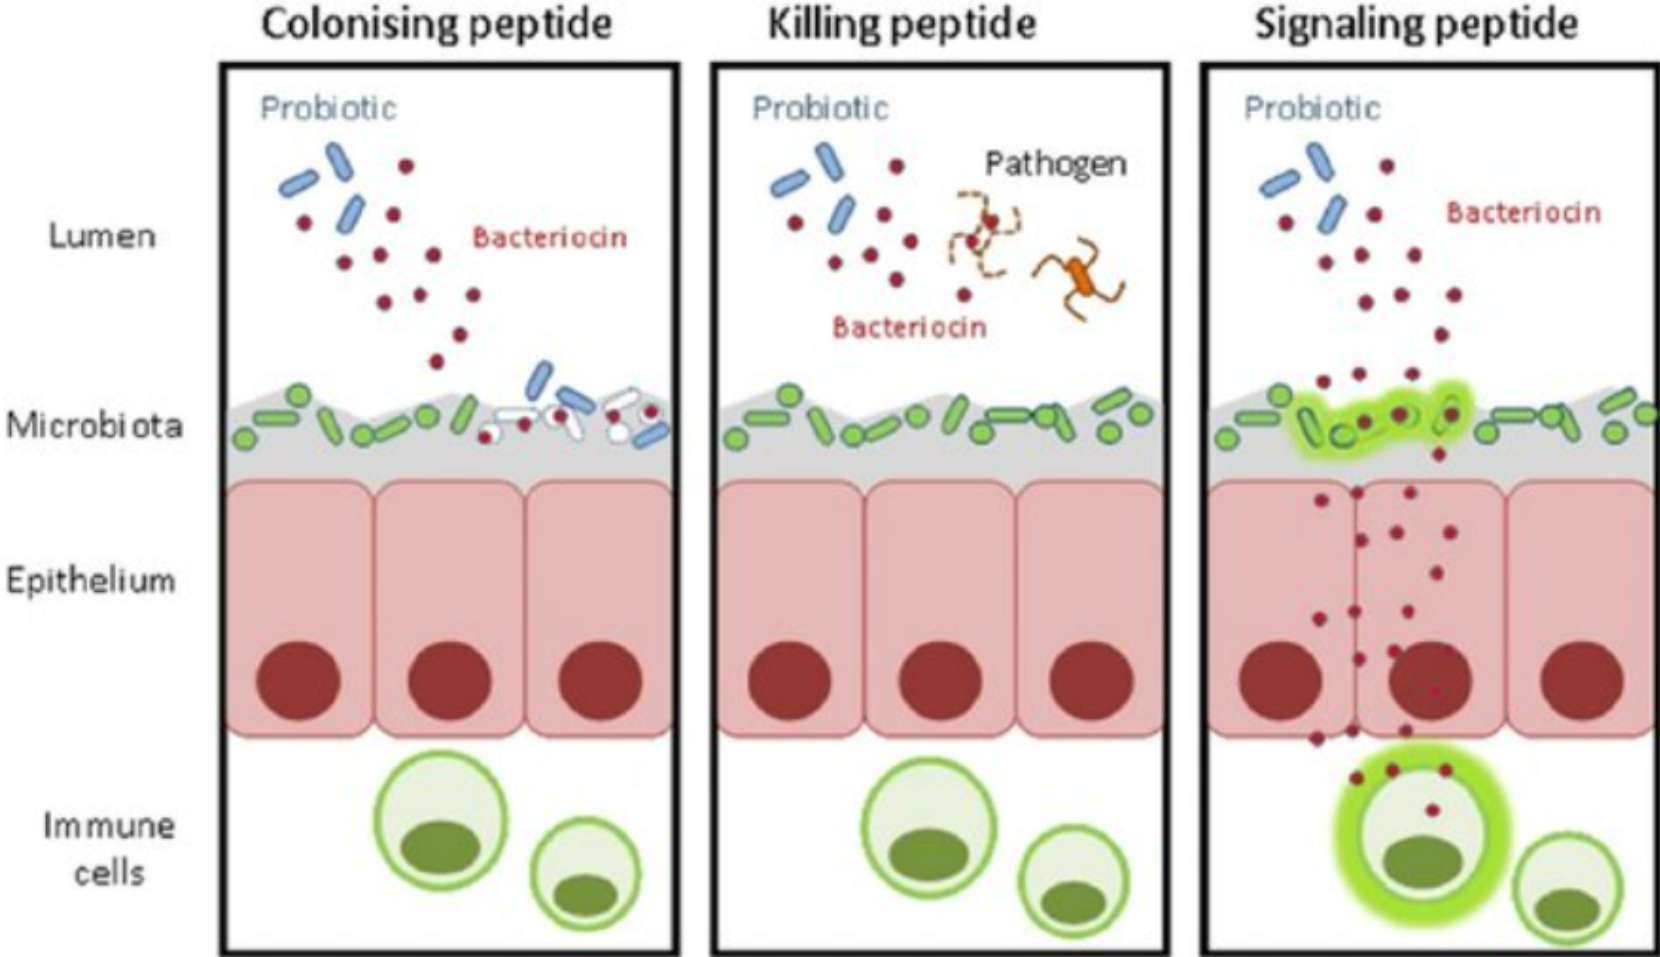 Colonising peptide
Killing peptide
Signaling peptide
Probiotic
Probiotic
Probiotic
Pathogen
Lumen
Bacteriocin
Bacteriocin
Bacteriocin
Microbiota
Epithelium
Immune
cells